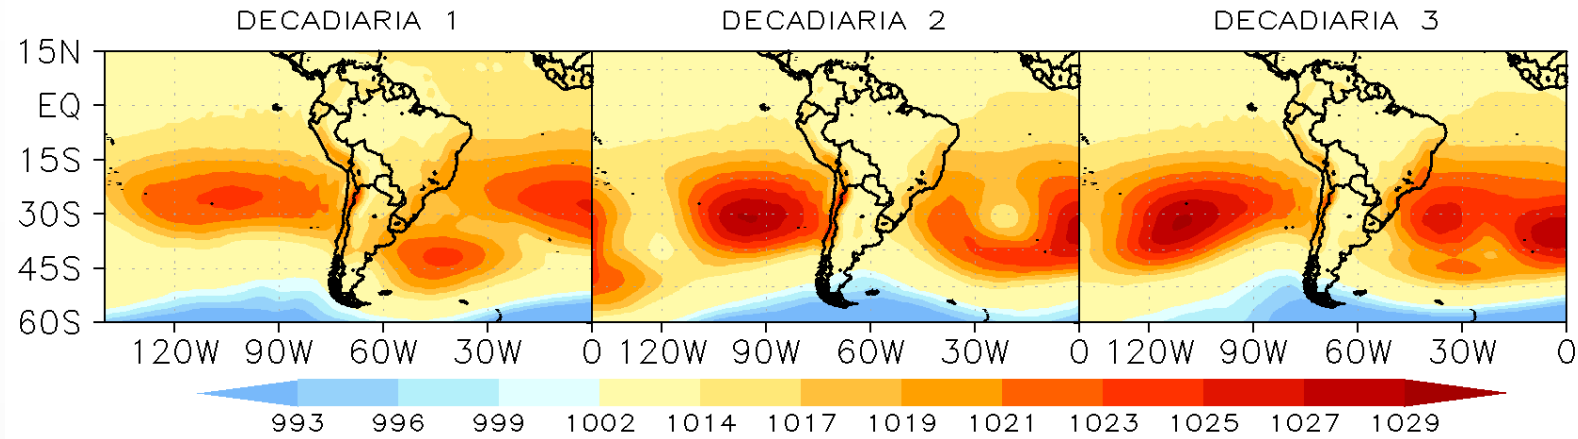 DECADIARIA 1 DECADIARIA 2 DECADIARIA 3
15N
EQ
15S
30S
45S
60S
120W 90W 60W 30W 0 120W 90W 60W 30W 0 120W 90W 60W 30W 0
993 996 999 1002 1014 1017 1019 1021 1023 1025 1027 1029